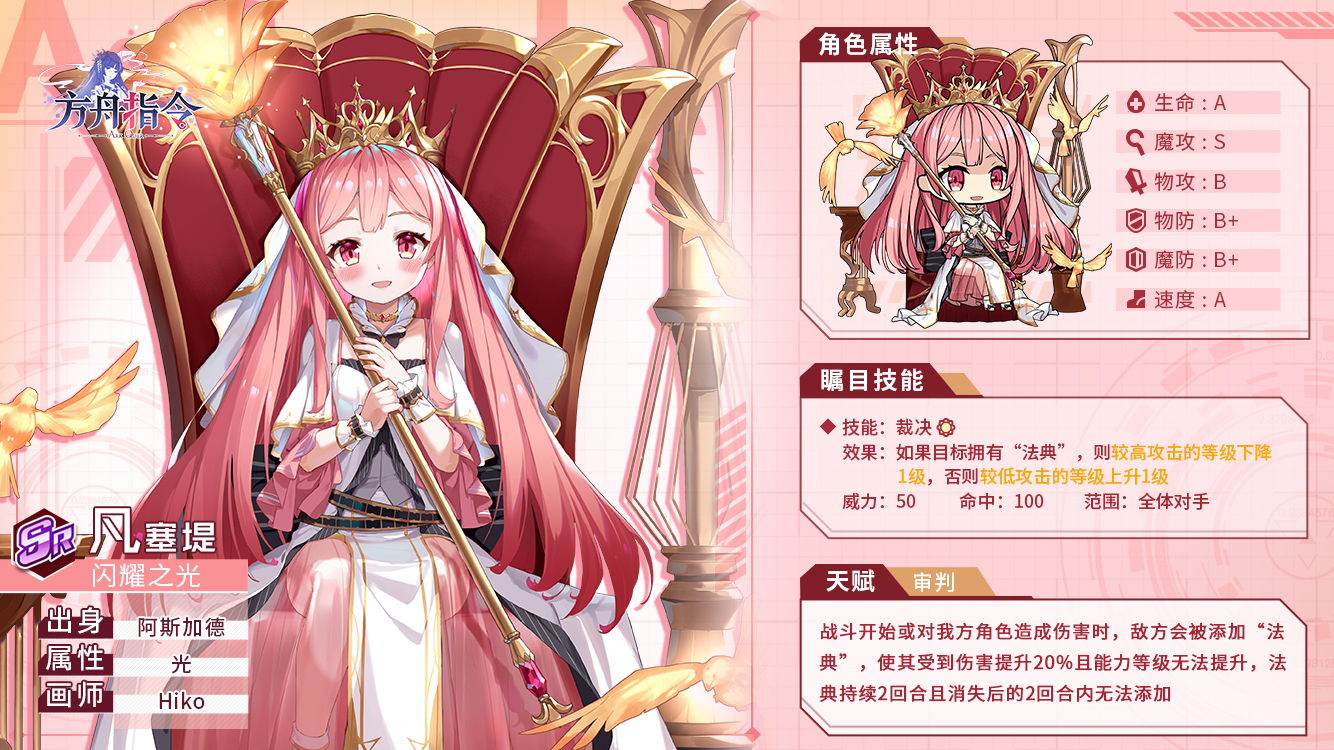 方舟指令
SR
凡塞堤
闪耀之光
出身
阿斯加德
属性
光
画师
Hiko
角色属性
生命：A
魔攻：S
物攻：B
物防：B+
魔防：B+
速度：A
瞩目技能
技能：裁决
效果：如果目标拥有“法典”，则较高攻击的等级下降
1级，否则较低攻击的等级上升1级
威力：50 命中：100 范围：全体对手
天赋 审判
战斗开始或对我方角色造成伤害时，敌方会被添加“法
典”，使其受到伤害提升20%且能力等级无法提升，法
典持续2回合且消失后的2回合内无法添加